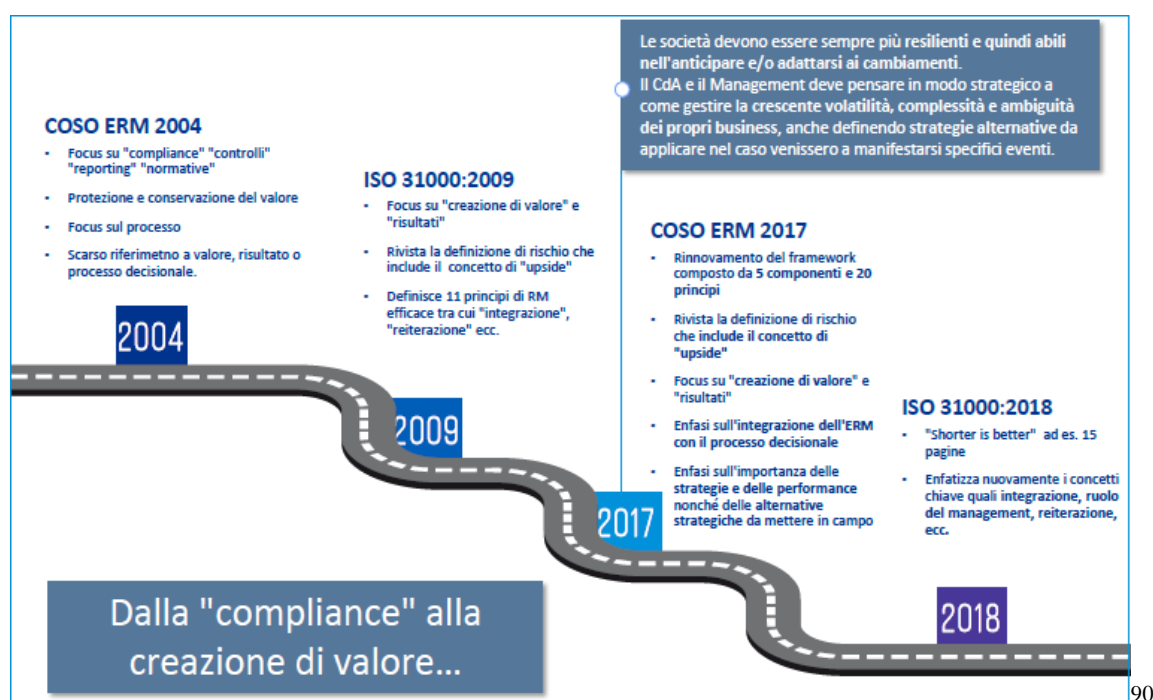 Le società devono essere sempre più resilienti e quindi abili
nell'anticipare e/o adattarsi ai cambiamenti.
Il CdA e il Management deve pensare in modo strategico a
come gestire la crescente volatilità, complessità e ambiguità
dei propri business, anche definendo strategie alternative da
applicare nel caso venissero a manifestarsi specifici eventi.
COSO ERM 2004
- Focus su "compliance" "controlli"
"reporting" "normative"
- Protezione e conservazione del valore
- Focus sul processo
- Scarso riferimetno a valore, risultato o
processo decisionale.
2004
ISO 31000:2009
- Focus su "creazione di valore" e
"risultati"
- Rivista la definizione di rischio che
include il concetto di "upside"
- Definisce 11 principi di RM
efficace tra cui "integrazione",
"reiterazione" ecc.
2009
COSO ERM 2017
- Rinnovamento del framework
composto da 5 componenti e 20
principi
- Rivista la definizione di rischio
che include il concetto di
"upside"
- Focus su "creazione di valore" e
"risultati"
- Enfasi sull'integrazione dell'ERM
con il processo decisionale
- Enfasi sull'importanza delle
strategie e delle performance
nonché delle alternative
strategiche da mettere in campo
2017
ISO 31000:2018
- "Shorter is better" ad es. 15
pagine
- Enfatizza nuovamente i concetti
chiave quali integrazione, ruolo
del management, reiterazione,
ecc.
2018
Dalla "compliance" alla
creazione di valore...
90